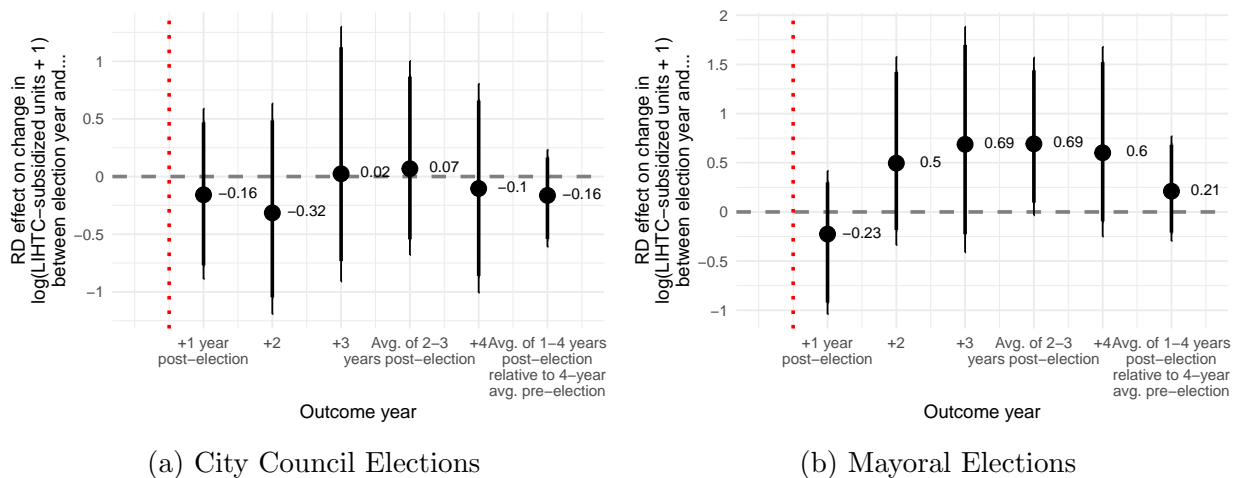 RD effect on change in
log(LIHTC−subsidized units + 1)
between election year and...
1
0.5
0
−0.5
−1
−0.16
−0.32
0.02
0.07
−0.1
−0.16
+1 year
post−election
+2
+3
Avg. of 2−3
years post−election
+4
Avg. of 1−4 years
post−election
relative to 4−year
avg. pre−election
Outcome year
(a) City Council Elections
RD effect on change in
log(LIHTC−subsidized units + 1)
between election year and...
2
1.5
1
0.5
0
−0.5
−1
−0.23
0.5
0.69
0.69
0.6
0.21
+1 year
post−election
+2
+3
Avg. of 2−3
years post−election
+4
Avg. of 1−4 years
post−election
relative to 4−year
avg. pre−election
Outcome year
(b) Mayoral Elections